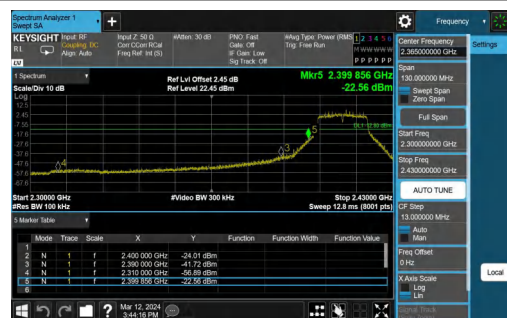 Spectrum Analyzer 1
Swept SA
Frequency
Settings
KEYSIGHT Input: RF
RL
Coupling: DC
Align: Auto
Input Z: 50 Ω
Corr CCorr RCal
Freq Ref: Int (S)
#Atten: 30 dB
PNO: Fast
Gate: Off
IF Gain: Low
Sig Track: Off
#Avg Type: Power (RMS
Trig: Free Run
1 2 3 4 5 6
M W W W W W
P P P P P P
LV
1 Spectrum
Scale/Div 10 dB
Ref Lvl Offset 2.45 dB
Ref Level 22.45 dBm
Mkr5 2.399 856 GHz
-22.56 dBm
Log
12.5
2.45
-7.55
-17.6
-27.6
-37.6
-47.6
-57.6
-67.6
4
3
5
Start 2.30000 GHz
#Res BW 100 kHz
#Video BW 300 kHz
Stop 2.43000 GHz
Sweep 12.8 ms (8001 pts)
5 Marker Table
Mode Trace Scale X Y Function Function Width Function Value
1
2 N 1 f 2.400 000 GHz -24.01 dBm
3 N 1 f 2.390 000 GHz -41.72 dBm
4 N 1 f 2.310 000 GHz -56.89 dBm
5 N 1 f 2.399 856 GHz -22.56 dBm
6
Center Frequency
2.365000000 GHz
Span
130.000000 MHz
Swept Span
Zero Span
Full Span
Start Freq
2.300000000 GHz
Stop Freq
2.430000000 GHz
AUTO TUNE
CF Step
13.000000 MHz
Auto
Man
Freq Offset
0 Hz
X Axis Scale
Log
Lin
Signal Track
Local
Mar 12, 2024
3:44:16 PM